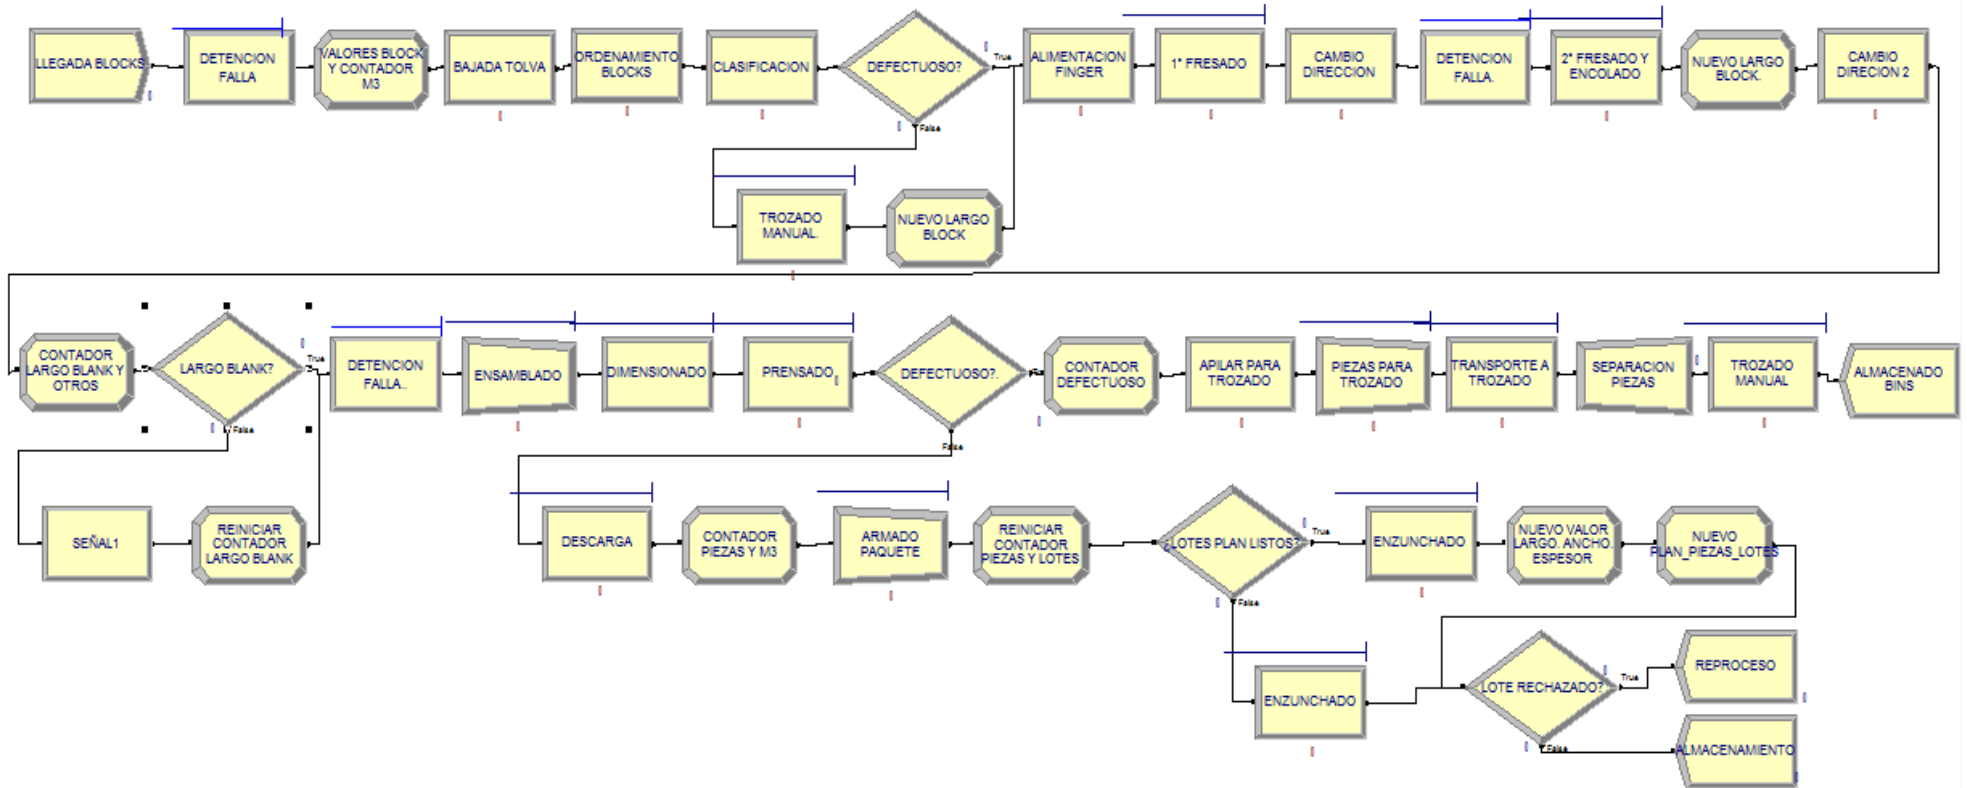 LLEGADA BLOCKS
DETENCION
FALLA
VALORES BLOCK
Y CONTADOR
M3
BAJADA TOLVA
ORDENAMIENTO
BLOCKS
CLASIFICACION
DEFECTUOSO?
True
False
ALIMENTACION
FINGER
1° FRESADO
CAMBIO
DIRECCION
DETENCION
FALLA.
2° FRESADO Y
ENCOLADO
NUEVO LARGO
BLOCK.
CAMBIO
DIRECION 2
TROZADO
MANUAL.
NUEVO LARGO
BLOCK
CONTADOR
LARGO BLANK Y
OTROS
LARGO BLANK?
True
False
DETENCION
FALLA..
ENSAMBLADO
DIMENSIONADO
PRENSADO
DEFECTUOSO?.
False
CONTADOR
DEFECTUOSO
APILAR PARA
TROZADO
PIEZAS PARA
TROZADO
TRANSPORTE A
TROZADO
SEPARACION
PIEZAS
TROZADO
MANUAL
ALMACENADO
BINS
SEÑAL1
REINICIAR
CONTADOR
LARGO BLANK
DESCARGA
CONTADOR
PIEZAS Y M3
ARMADO
PAQUETE
REINICIAR
CONTADOR
PIEZAS Y LOTES
¿LOTES PLAN LISTOS?
True
False
ENZUNCHADO
NUEVO VALOR
LARGO. ANCHO.
ESPESOR
NUEVO
PLAN_PIEZAS_LOTES
ENZUNCHADO
LOTE RECHAZADO?
True
False
REPROCESO
ALMACENAMIENTO